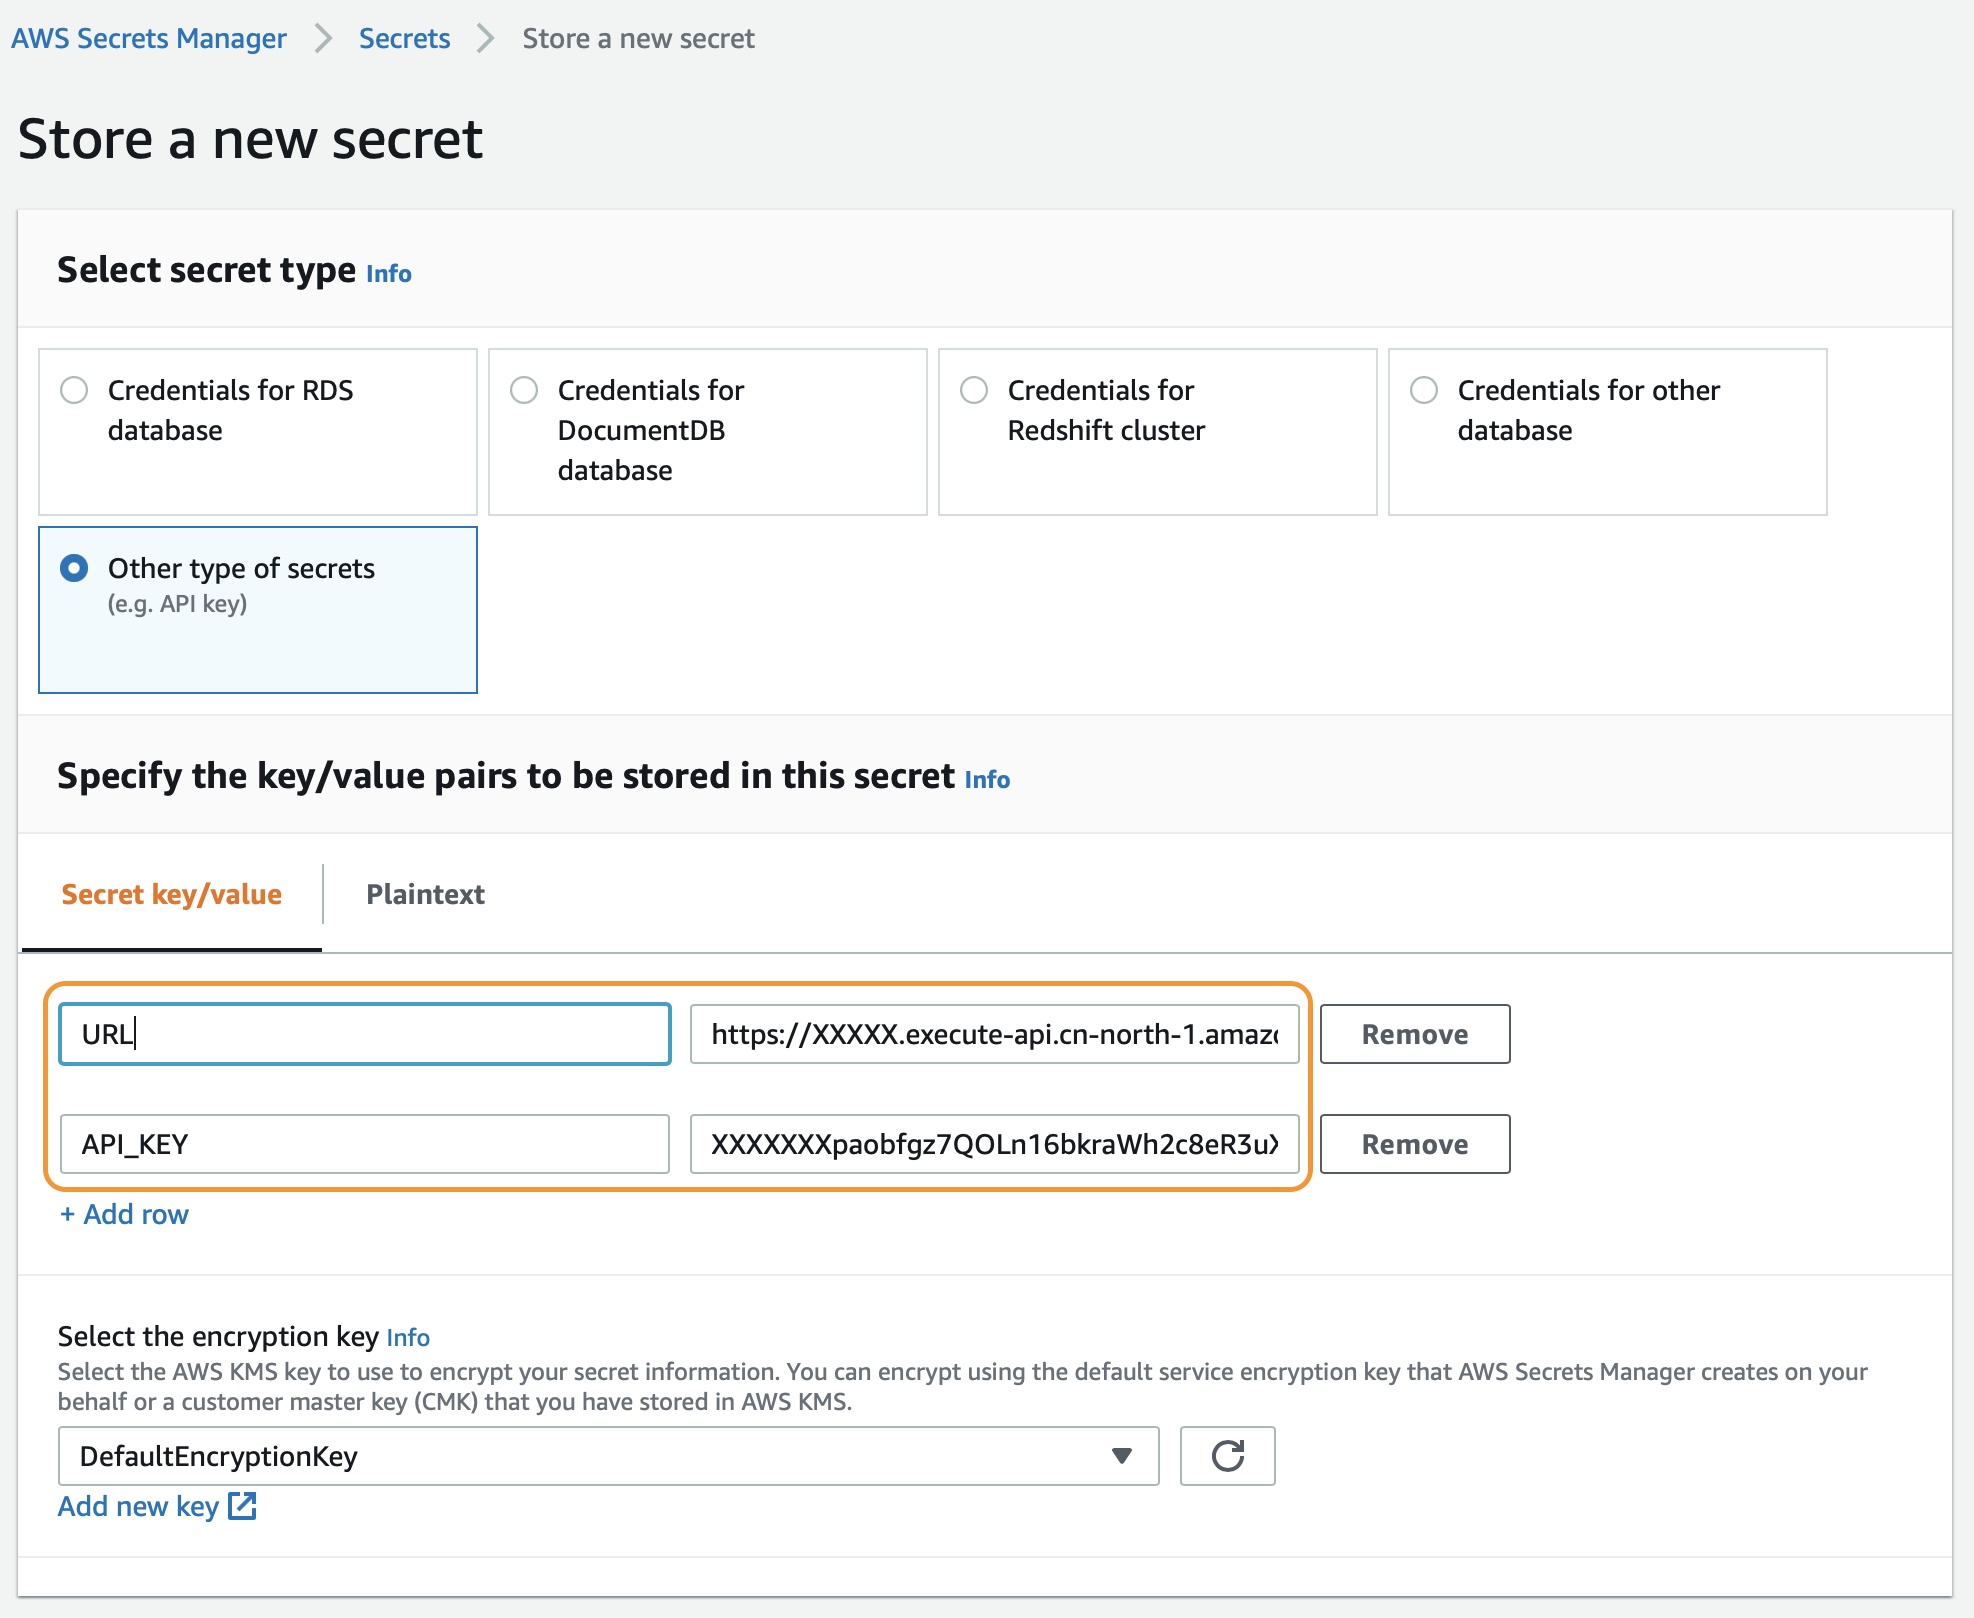 AWS Secrets Manager > Secrets > Store a new secret
Store a new secret
Select secret type Info
Credentials for RDS
database
Credentials for
DocumentDB
database
Credentials for
Redshift cluster
Credentials for other
database
Other type of secrets
(e.g. API key)
Specify the key/value pairs to be stored in this secret Info
Secret key/value
Plaintext
URL
https://XXXXX.execute-api.cn-north-1.amazo
Remove
API_KEY
XXXXXXXpaobfgz7QOLn16bkraWh2c8eR3uX
Remove
+ Add row
Select the encryption key Info
Select the AWS KMS key to use to encrypt your secret information. You can encrypt using the default service encryption key that AWS Secrets Manager creates on your
behalf or a customer master key (CMK) that you have stored in AWS KMS.
DefaultEncryptionKey
Add new key